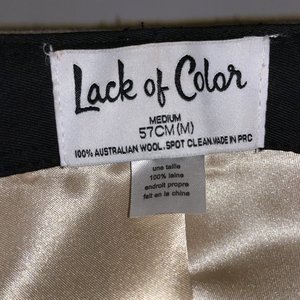 Lack of Color
MEDIUM
57CM(M)
100% AUSTRALIAN WOOL.SPOT CLEAN.MADE IN PRC
une taille
100% laine
endroit propre
fait en la chine